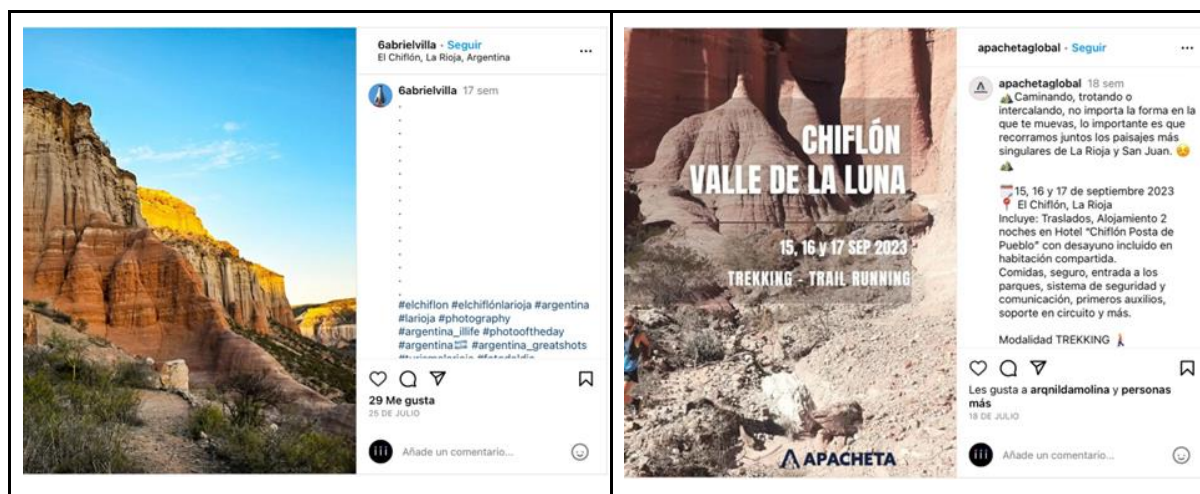 6abrielvilla · Seguir
El Chiflón, La Rioja, Argentina
6abrielvilla 17 sem
.
.
.
.
.
.
.
.
.
.
.
.
.
.
#elchiflon #elchiflónlarioja #argentina
#larioja #photography
#argentina_illife #photooftheday
#argentina🇦🇷 #argentina_greatshots
29 Me gusta
25 DE JULIO
Añade un comentario...
CHIFLÓN
VALLE DE LA LUNA
15, 16 y 17 SEP 2023
TREKKING - TRAIL RUNNING
APACHETA
apachetaglobal · Seguir
apachetaglobal 18 sem
🏕️Caminando, trotando o
intercalando, no importa la forma en la
que te muevas, lo importante es que
recorramos juntos los paisajes más
singulares de La Rioja y San Juan. ☺️
🏕️
🗓️15, 16 y 17 de septiembre 2023
📍 El Chiflón, La Rioja
Incluye: Traslados, Alojamiento 2
noches en Hotel "Chiflón Posta de
Pueblo" con desayuno incluido en
habitación compartida.
Comidas, seguro, entrada a los
parques, sistema de seguridad y
comunicación, primeros auxilios,
soporte en circuito y más.
Modalidad TREKKING 🚶
Les gusta a arqnildamolina y personas
más
18 DE JULIO
Añade un comentario...